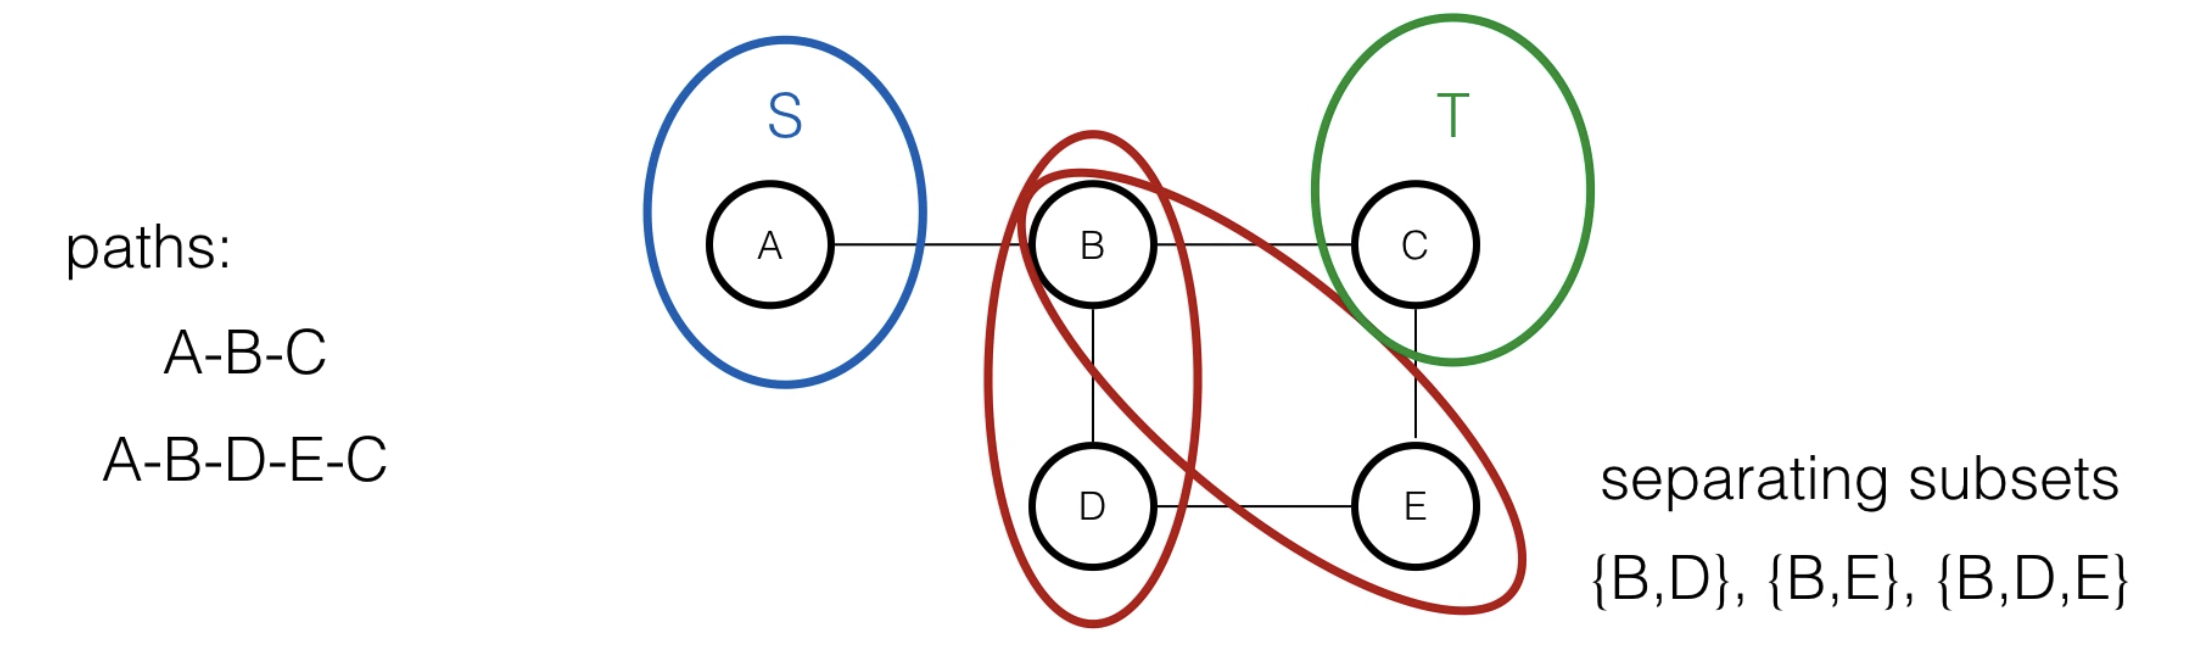 S
T
paths:
A
B
C
A-B-C
A-B-D-E-C
D
E
separating subsets
{B,D}, {B,E}, {B,D,E}